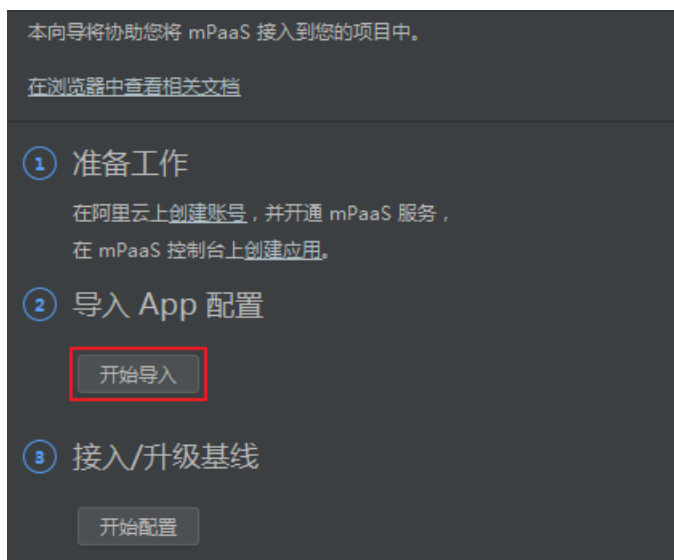 本向导将协助您将 mPaaS 接入到您的项目中。
在浏览器中查看相关文档
1 准备工作
在阿里云上创建账号，并开通 mPaaS 服务，
在 mPaaS 控制台上创建应用。
2 导入 App 配置
开始导入
3 接入/升级基线
开始配置